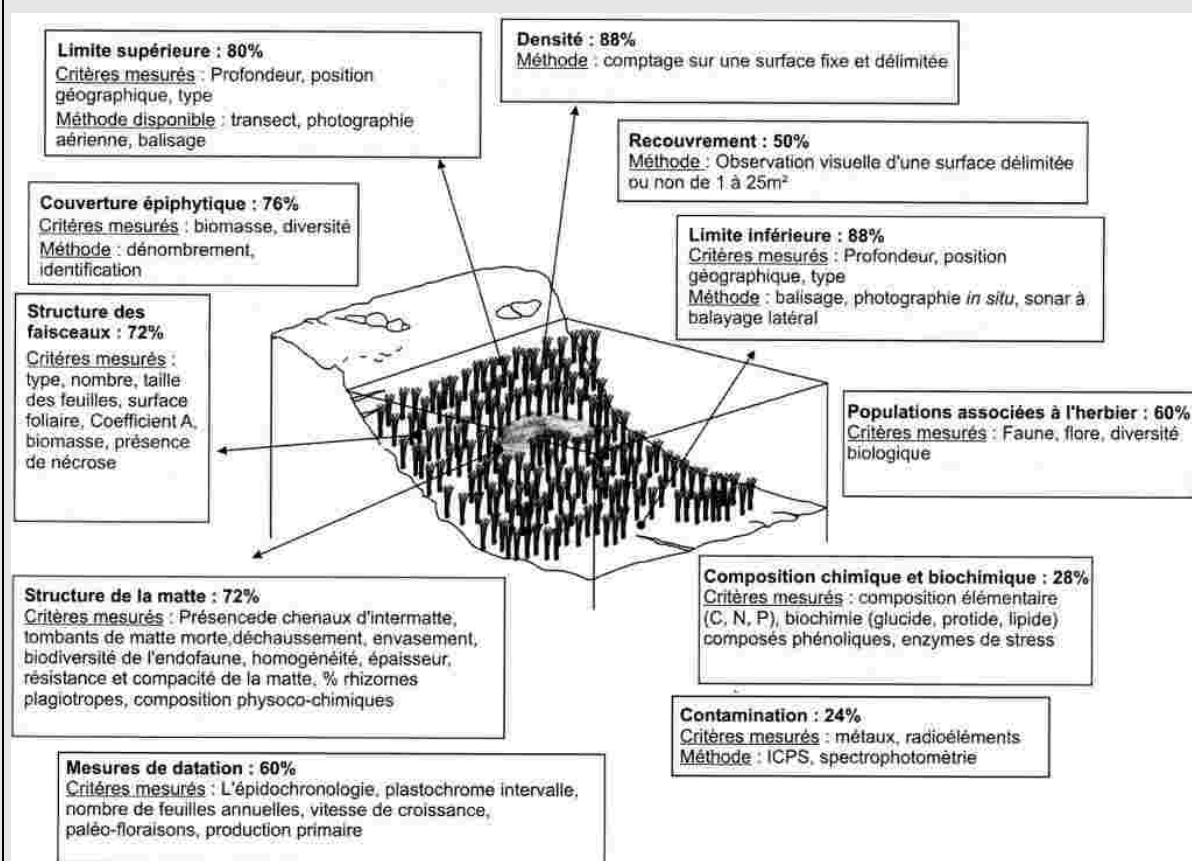 Limite supérieure : 80%
Critères mesurés : Profondeur, position
géographique, type
Méthode disponible : transect, photographie
aérienne, balisage
Densité : 88%
Méthode : comptage sur une surface fixe et délimitée
Recouvrement : 50%
Méthode : Observation visuelle d'une surface délimitée
ou non de 1 à 25m²
Couverture épiphytique : 76%
Critères mesurés : biomasse, diversité
Méthode : dénombrement,
identification
Limite inférieure : 88%
Critères mesurés : Profondeur, position
géographique, type
Méthode : balisage, photographie in situ, sonar à
balayage latéral
Structure des
faisceaux : 72%
Critères mesurés :
type, nombre, taille
des feuilles, surface
foliaire, Coefficient A,
biomasse, présence
de nécrose
Populations associées à l'herbier : 60%
Critères mesurés : Faune, flore, diversité
biologique
Structure de la matte : 72%
Critères mesurés : Présencede chenaux d'intermatte,
tombants de matte morte,déchaussement, envasement,
biodiversité de l'endofaune, homogénéité, épaisseur,
résistance et compacité de la matte, % rhizomes
plagiotropes, composition physoco-chimiques
Composition chimique et biochimique : 28%
Critères mesurés : composition élémentaire
(C, N, P), biochimie (glucide, protide, lipide)
composés phénoliques, enzymes de stress
Contamination : 24%
Critères mesurés : métaux, radioéléments
Méthode : ICPS, spectrophotomètrie
Mesures de datation : 60%
Critères mesurés : L'épidochronologie, plastochrome intervalle,
nombre de feuilles annuelles, vitesse de croissance,
paléo-floraisons, production primaire